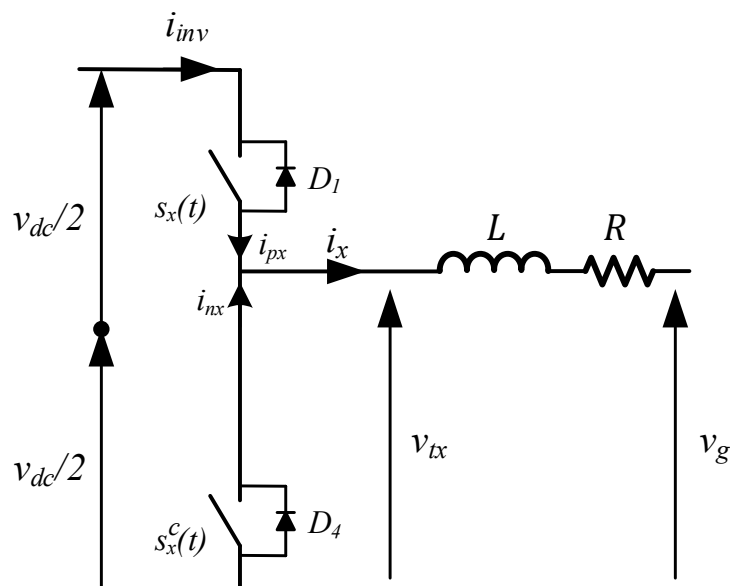 i_inv
D_1
v_dc/2
s_x(t)
i_px
i_x
L
R
i_nx
v_dc/2
v_tx
v_g
s_x^c(t)
D_4